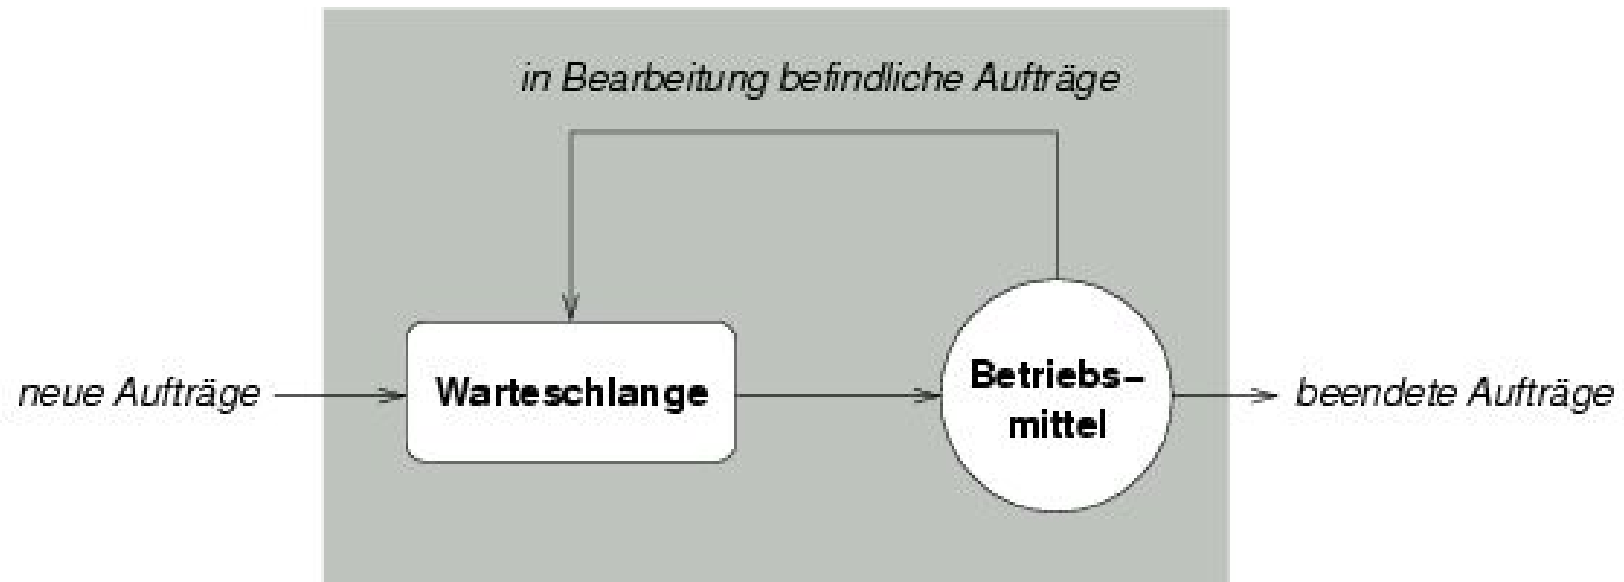 in Bearbeitung befindliche Aufträge
neue Aufträge
Warteschlange
Betriebs–
mittel
beendete Aufträge